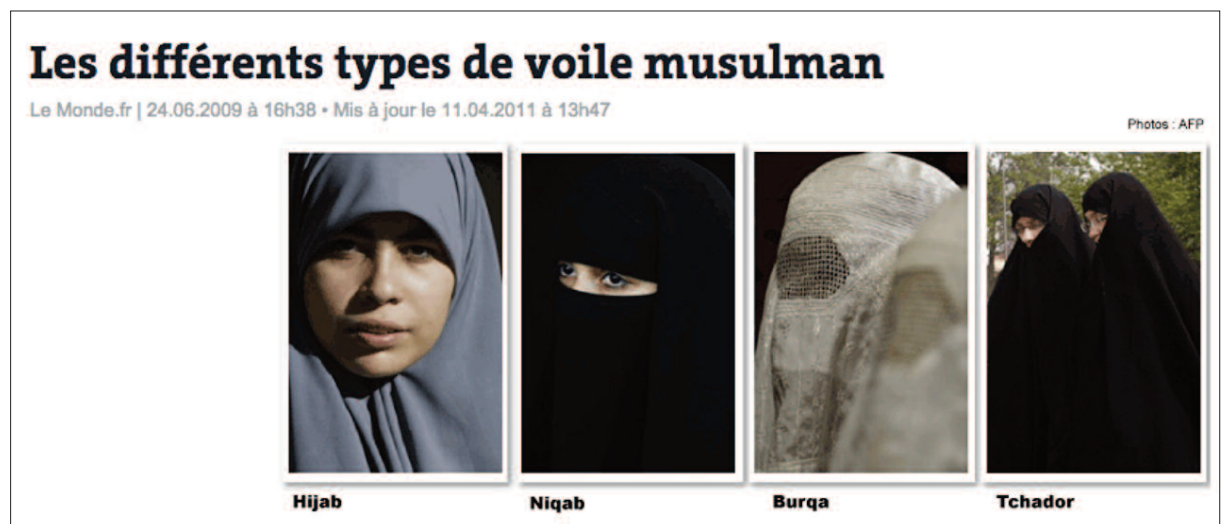 Les différents types de voile musulman
Le Monde.fr | 24.06.2009 à 16h38 • Mis à jour le 11.04.2011 à 13h47
Photos : AFP
Hijab
Niqab
Burqa
Tchador